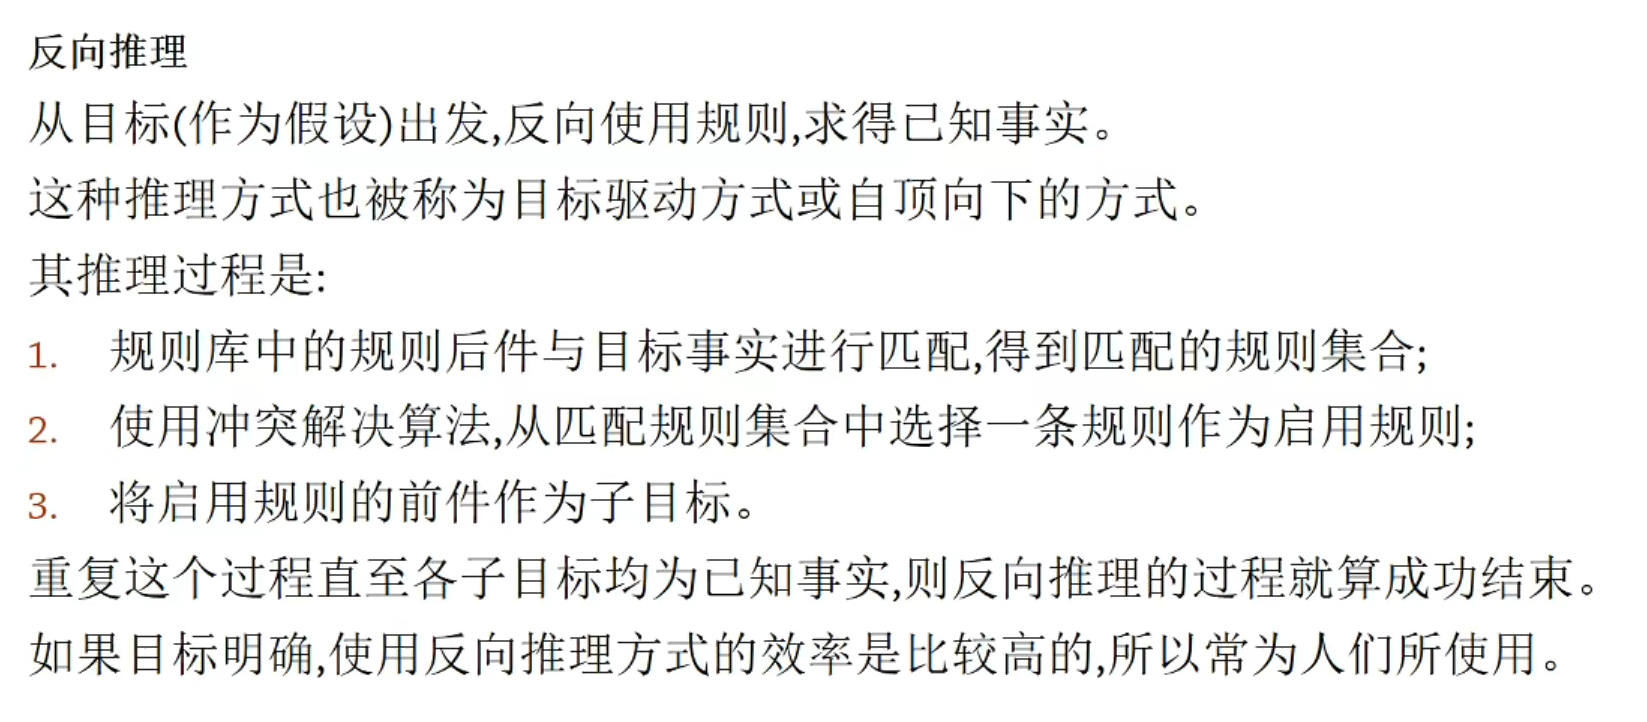 反向推理
从目标(作为假设)出发,反向使用规则,求得已知事实。
这种推理方式也被称为目标驱动方式或自顶向下的方式。
其推理过程是:
1. 规则库中的规则后件与目标事实进行匹配,得到匹配的规则集合;
2. 使用冲突解决算法,从匹配规则集合中选择一条规则作为启用规则;
3. 将启用规则的前件作为子目标。
重复这个过程直至各子目标均为已知事实,则反向推理的过程就算成功结束。
如果目标明确,使用反向推理方式的效率是比较高的,所以常为人们所使用。